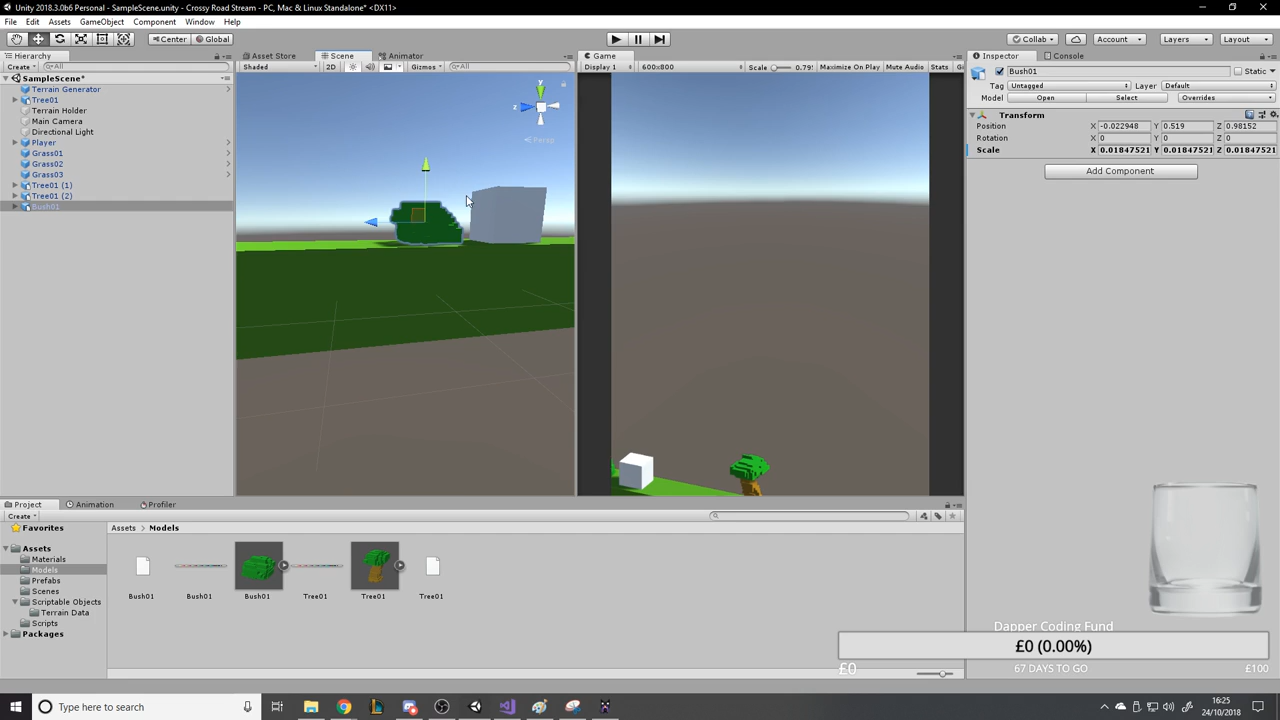 Unity 2018.3.0b6 Personal - SampleScene.unity - Crossy Road Stream - PC, Mac & Linux Standalone* <DX11>
File Edit Assets GameObject Component Window Help
Center Global Collab Account Layers Layout
Hierarchy Asset Store Scene Animator Game Inspector Console
Create All Shaded 2D Gizmos All Display 1 600x800 Scale 0.79 Maximize On Play Mute Audio Stats Gi
SampleScene*
Terrain Generator
Tree01
Terrain Holder
Main Camera
Directional Light
Player
Grass01
Grass02
Grass03
Tree01 (1)
Tree01 (2)
Bush01
y
z
Persp
Bush01 Static
Tag Untagged Layer Default
Model Open Select Overrides
Transform
Position X -0.022948 Y 0.519 Z 0.98152
Rotation X 0 Y 0 Z 0
Scale X 0.01847521 Y 0.01847521 Z 0.01847521
Add Component
Project Animation Profiler
Create
Favorites
Assets
Materials
Models
Prefabs
Scenes
Scriptable Objects
Terrain Data
Scripts
Packages
Assets > Models
Bush01 Bush01 Bush01 Tree01 Tree01 Tree01
Dapper Coding Fund
£0 (0.00%)
£0 67 DAYS TO GO £100
Type here to search
16:25
24/10/2018